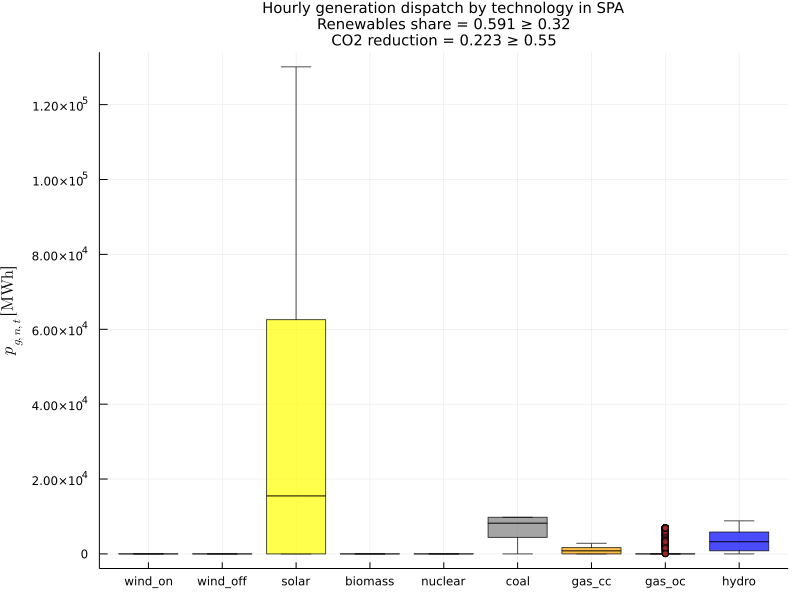 Hourly generation dispatch by technology in SPA
Renewables share = 0.591 ≥ 0.32
CO2 reduction = 0.223 ≥ 0.55
p_{g,n,t} [MWh]
1.20×10⁵
1.00×10⁵
8.00×10⁴
6.00×10⁴
4.00×10⁴
2.00×10⁴
0
wind_on wind_off solar biomass nuclear coal gas_cc gas_oc hydro